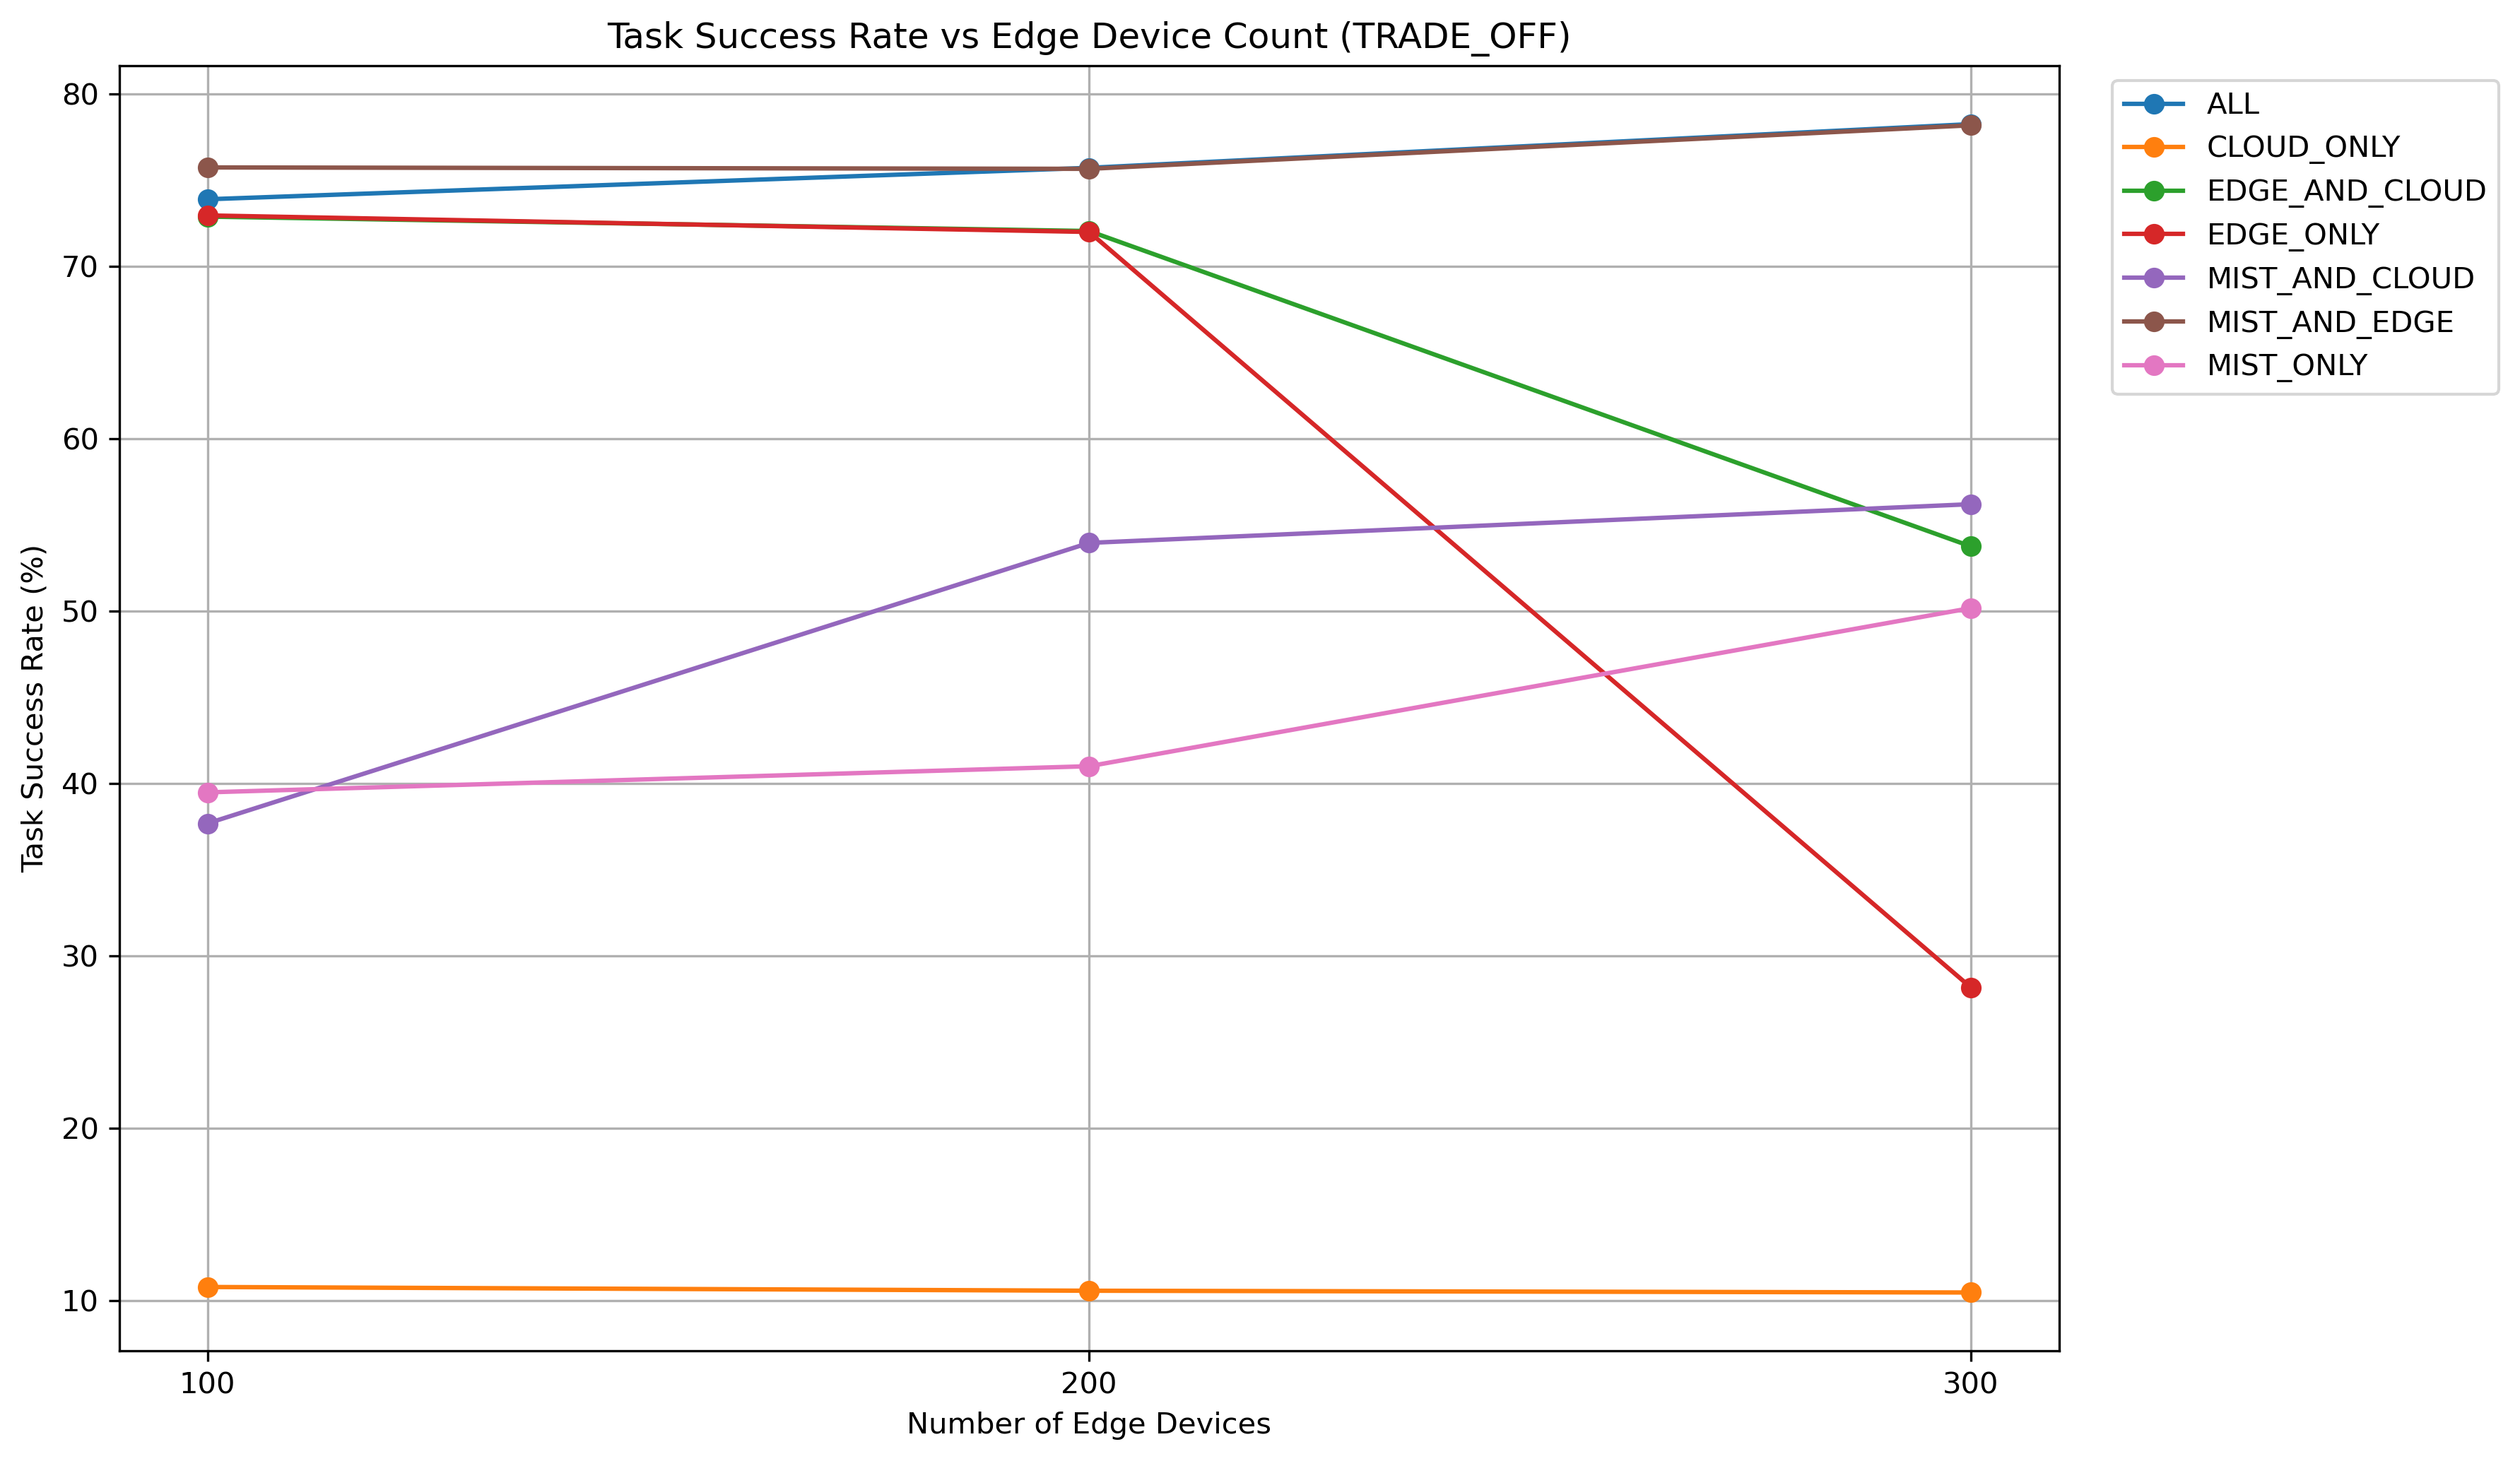 Task Success Rate vs Edge Device Count (TRADE_OFF)
Task Success Rate (%)
80
70
60
50
40
30
20
10
100
200
300
Number of Edge Devices
ALL
CLOUD_ONLY
EDGE_AND_CLOUD
EDGE_ONLY
MIST_AND_CLOUD
MIST_AND_EDGE
MIST_ONLY